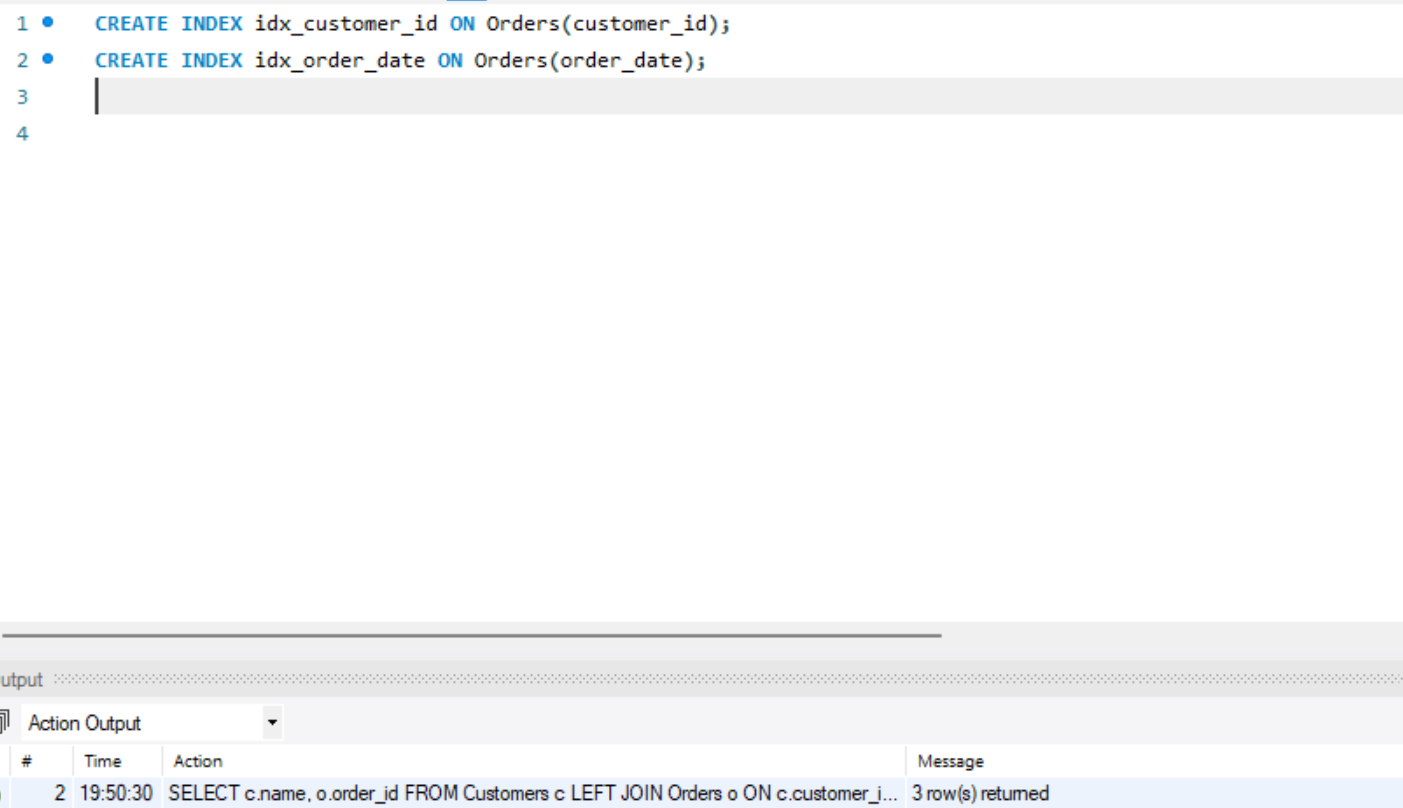 1 CREATE INDEX idx_customer_id ON Orders(customer_id);
2 CREATE INDEX idx_order_date ON Orders(order_date);
3
4
utput
Action Output
# Time Action Message
2 19:50:30 SELECT c.name, o.order_id FROM Customers c LEFT JOIN Orders o ON c.customer_i... 3 row(s) returned